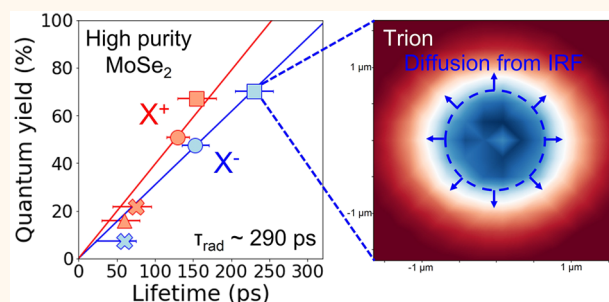 Quantum yield (%)
100
80
60
40
20
0
High purity
MoSe₂
X⁺
X⁻
τrad ~ 290 ps
0 50 100 150 200 250 300
Lifetime (ps)
Trion
1 μm
Diffusion from IRF
-1 μm
-1 μm
1 μm